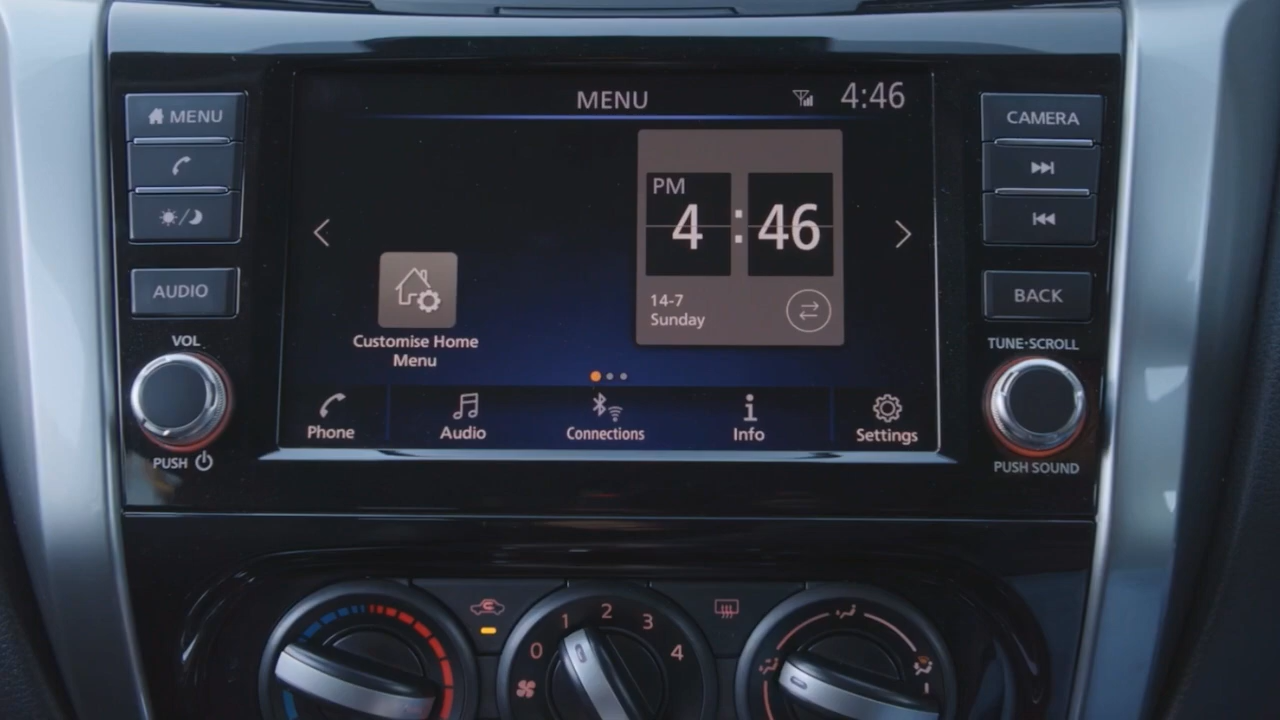 MENU
4:46
MENU
CAMERA
PM
4:46
14-7
Sunday
AUDIO
BACK
Customise Home
Menu
VOL
TUNE·SCROLL
Phone
Audio
Connections
Info
Settings
PUSH
PUSH SOUND
0
1
2
3
4